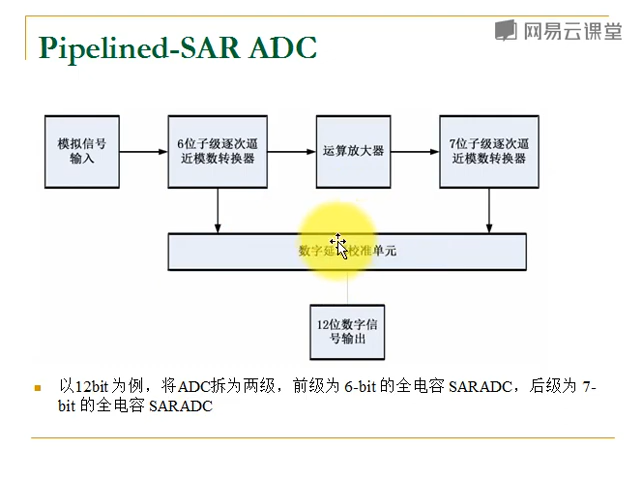 网易云课堂
Pipelined-SAR ADC
模拟信号
输入
6位子级逐次逼
近模数转换器
运算放大器
7位子级逐次逼
近模数转换器
数字延 校准单元
12位数字信
号输出
以12bit 为例，将ADC拆为两级，前级为 6-bit 的全电容 SARADC，后级为 7-
bit 的全电容 SARADC